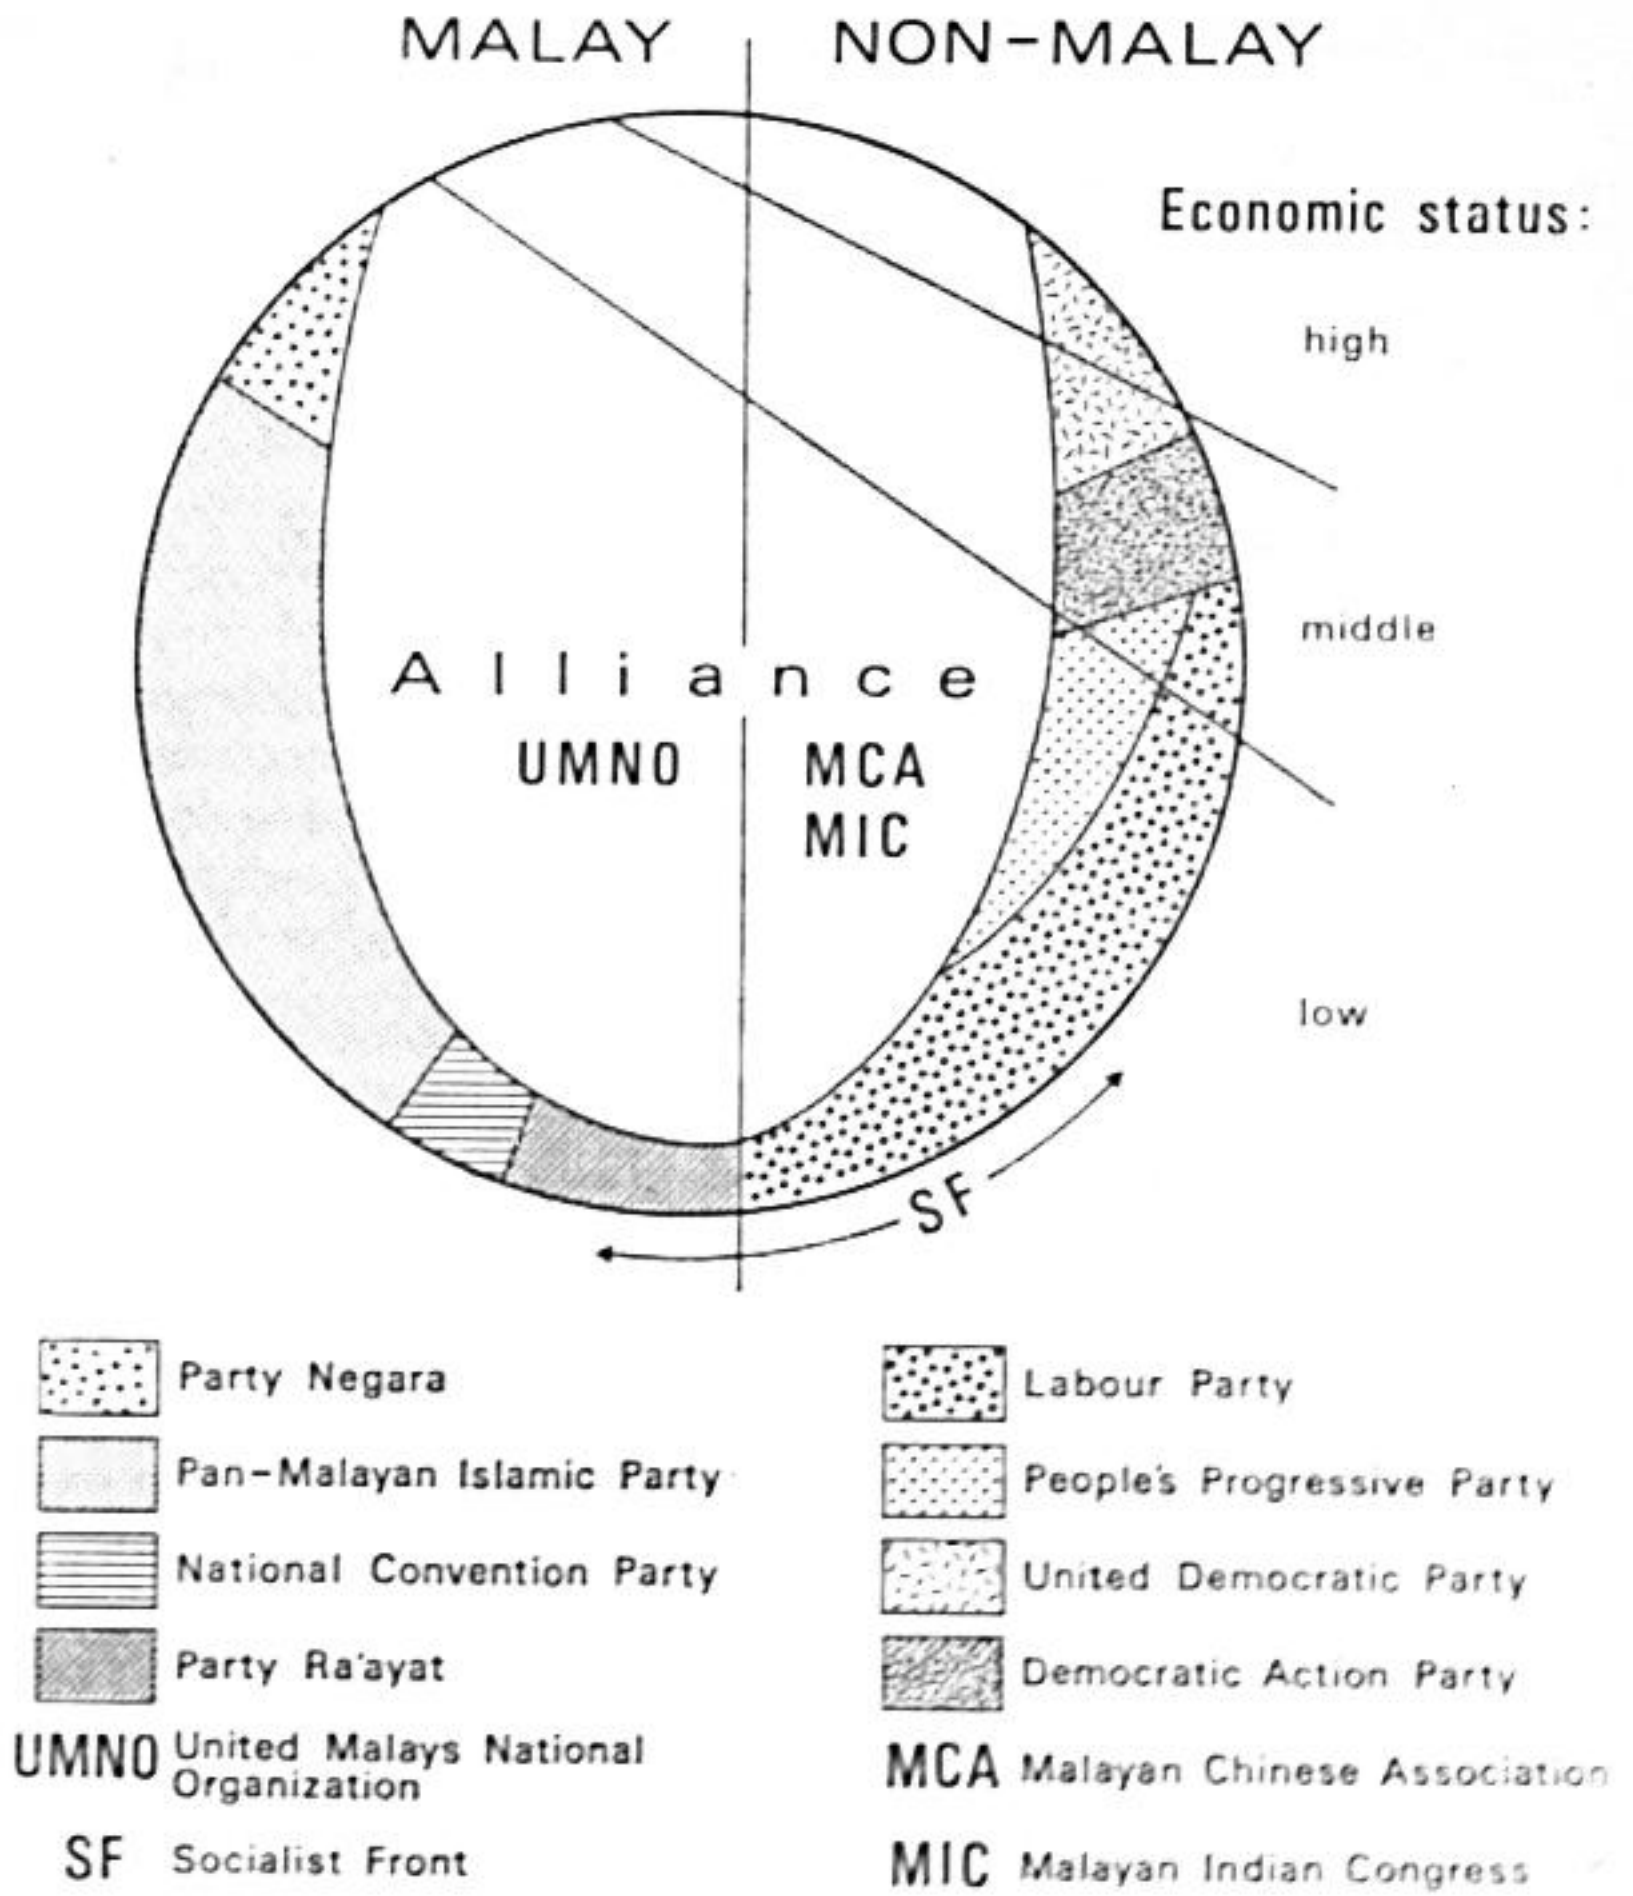 MALAY NON-MALAY
Economic status:
high
middle
Alliance
UMNO MCA
MIC
low
SF
Party Negara
Pan-Malayan Islamic Party
National Convention Party
Party Ra'ayat
UMNO United Malays National
Organization
SF Socialist Front
Labour Party
People's Progressive Party
United Democratic Party
Democratic Action Party
MCA Malayan Chinese Association
MIC Malayan Indian Congress